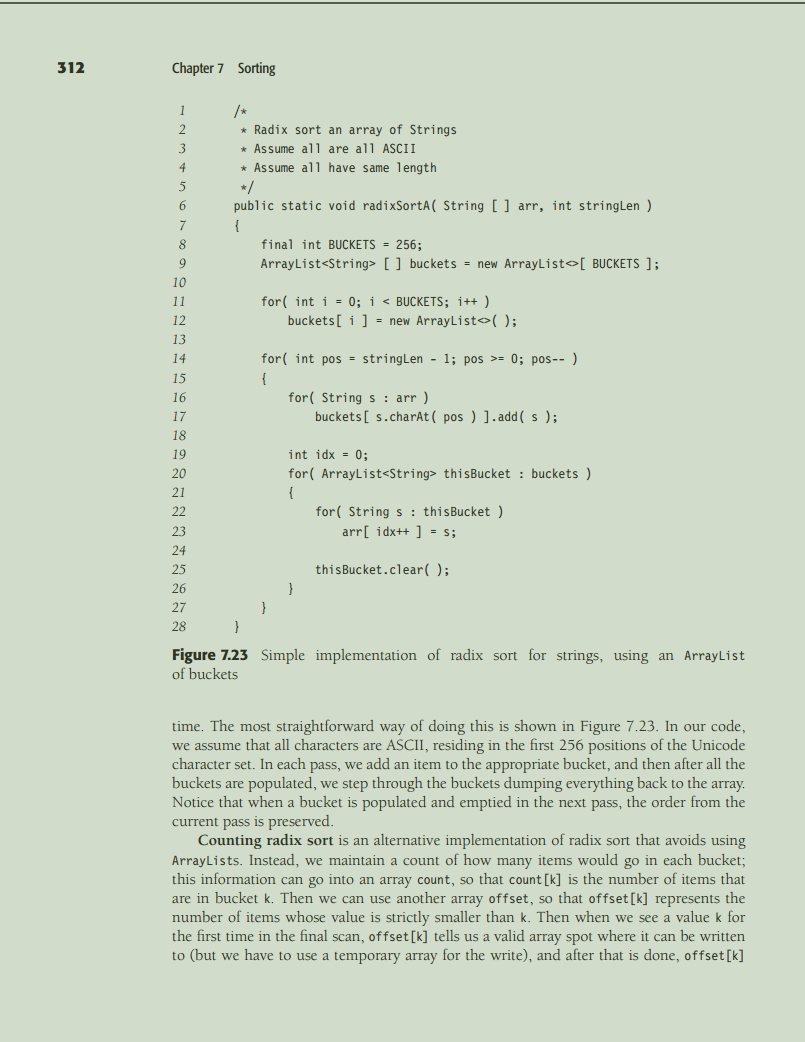 312 Chapter 7 Sorting
1 /*
2 * Radix sort an array of Strings
3 * Assume all are all ASCII
4 * Assume all have same length
5 */
6 public static void radixSortA( String [ ] arr, int stringLen )
7 {
8 final int BUCKETS = 256;
9 ArrayList<String> [ ] buckets = new ArrayList<>[ BUCKETS ];
10
11 for( int i = 0; i < BUCKETS; i++ )
12 buckets[ i ] = new ArrayList<>( );
13
14 for( int pos = stringLen - 1; pos >= 0; pos-- )
15 {
16 for( String s : arr )
17 buckets[ s.charAt( pos ) ].add( s );
18
19 int idx = 0;
20 for( ArrayList<String> thisBucket : buckets )
21 {
22 for( String s : thisBucket )
23 arr[ idx++ ] = s;
24
25 thisBucket.clear( );
26 }
27 }
28 }
Figure 7.23 Simple implementation of radix sort for strings, using an ArrayList
of buckets
time. The most straightforward way of doing this is shown in Figure 7.23. In our code,
we assume that all characters are ASCII, residing in the first 256 positions of the Unicode
character set. In each pass, we add an item to the appropriate bucket, and then after all the
buckets are populated, we step through the buckets dumping everything back to the array.
Notice that when a bucket is populated and emptied in the next pass, the order from the
current pass is preserved.
Counting radix sort is an alternative implementation of radix sort that avoids using
ArrayLists. Instead, we maintain a count of how many items would go in each bucket;
this information can go into an array count, so that count[k] is the number of items that
are in bucket k. Then we can use another array offset, so that offset[k] represents the
number of items whose value is strictly smaller than k. Then when we see a value k for
the first time in the final scan, offset[k] tells us a valid array spot where it can be written
to (but we have to use a temporary array for the write), and after that is done, offset[k]